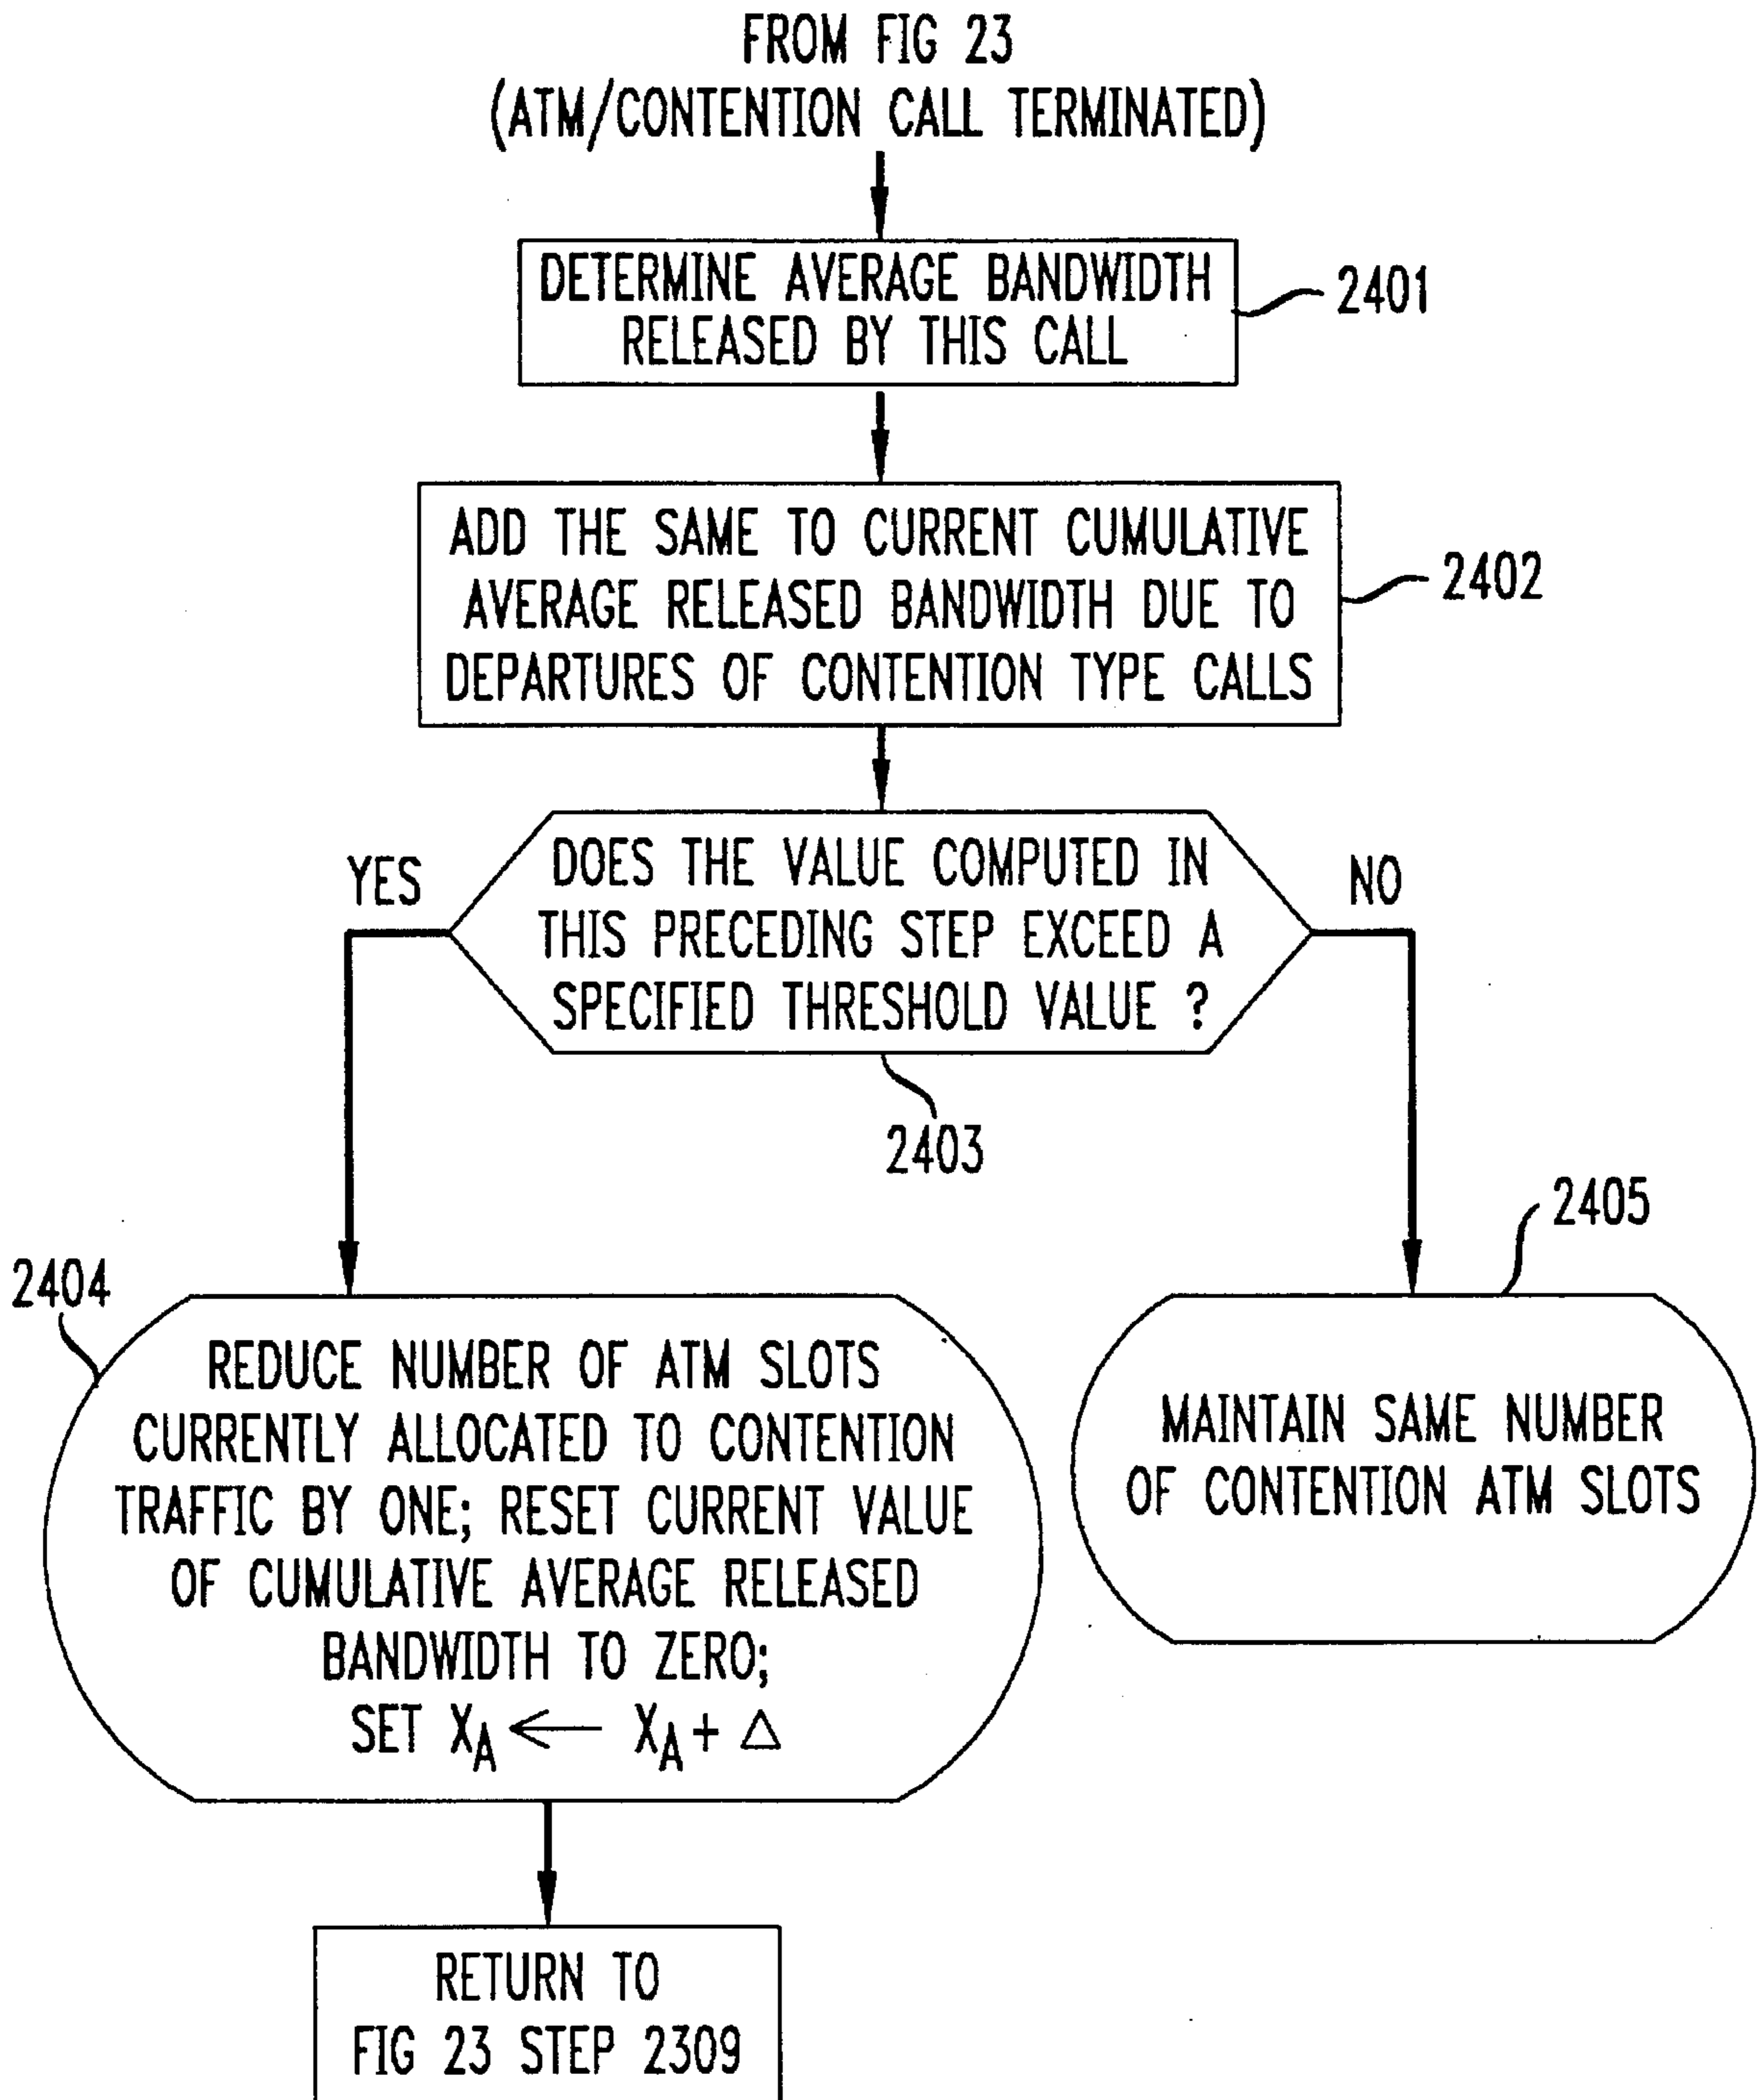 FROM FIG 23
(ATM/CONTENTION CALL TERMINATED)
DETERMINE AVERAGE BANDWIDTH
RELEASED BY THIS CALL
2401
ADD THE SAME TO CURRENT CUMULATIVE
AVERAGE RELEASED BANDWIDTH DUE TO
DEPARTURES OF CONTENTION TYPE CALLS
2402
YES
DOES THE VALUE COMPUTED IN
THIS PRECEDING STEP EXCEED A
SPECIFIED THRESHOLD VALUE ?
NO
2403
2404
REDUCE NUMBER OF ATM SLOTS
CURRENTLY ALLOCATED TO CONTENTION
TRAFFIC BY ONE; RESET CURRENT VALUE
OF CUMULATIVE AVERAGE RELEASED
BANDWIDTH TO ZERO;
SET X_A ← X_A + △
2405
MAINTAIN SAME NUMBER
OF CONTENTION ATM SLOTS
RETURN TO
FIG 23 STEP 2309